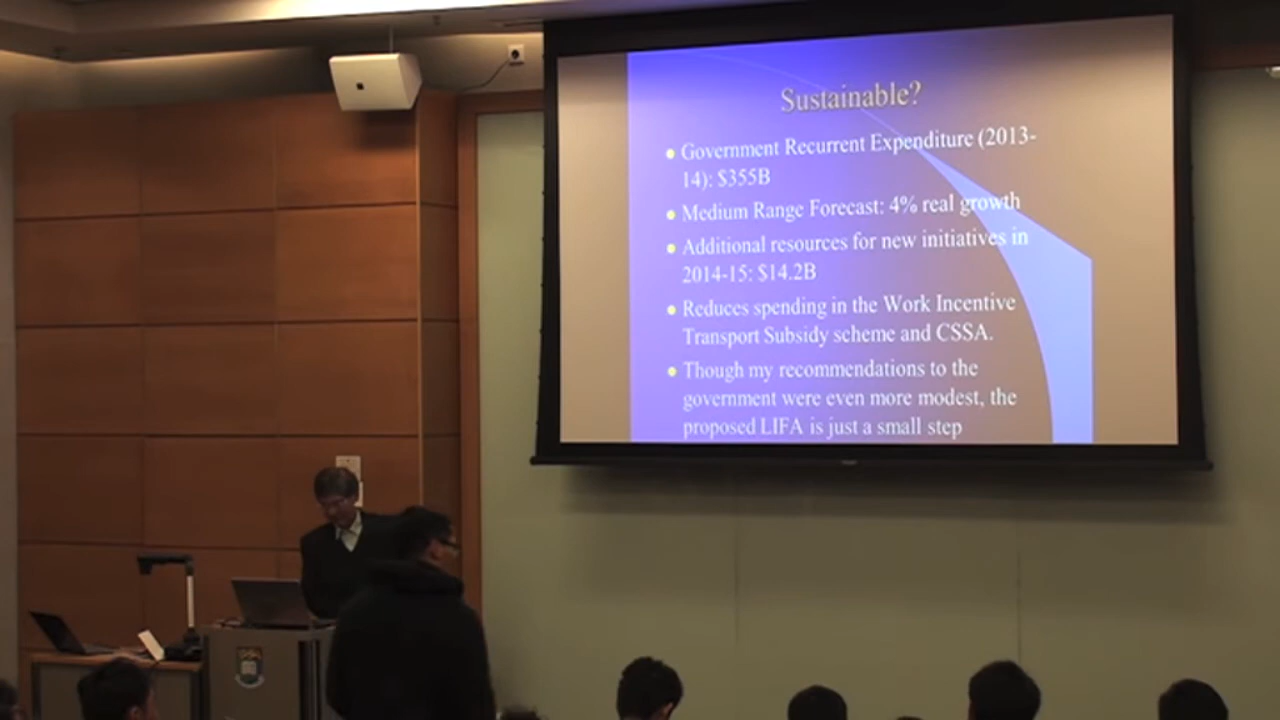 Sustainable?
Government Recurrent Expenditure (2013-
14): $355B
Medium Range Forecast: 4% real growth
Additional resources for new initiatives in
2014-15: $14.2B
Reduces spending in the Work Incentive
Transport Subsidy scheme and CSSA.
Though my recommendations to the
government were even more modest, the
proposed LIFA is just a small step